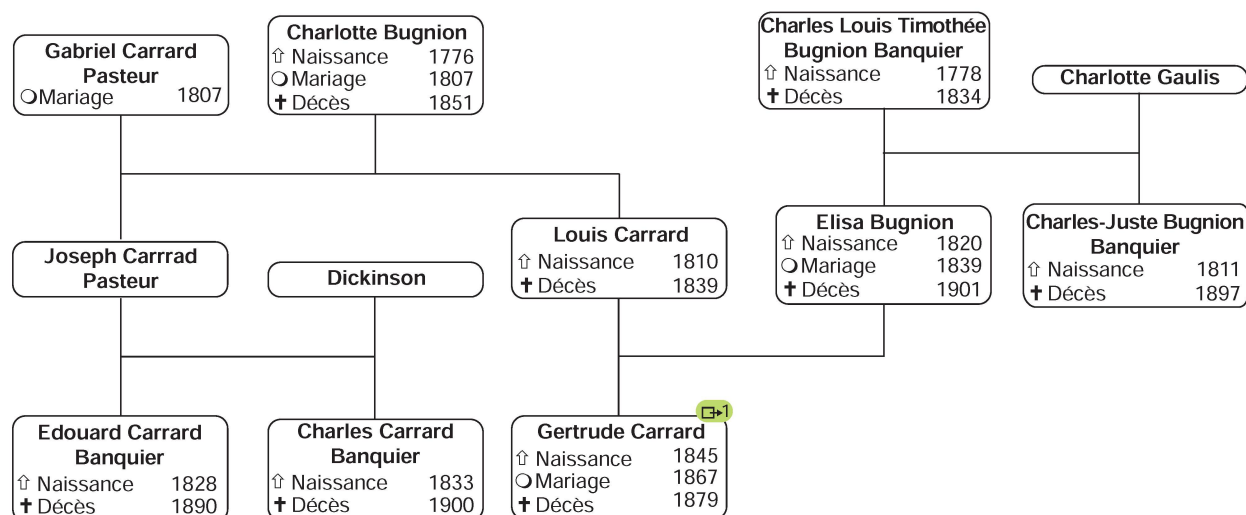 Gabriel Carrard
Pasteur
Mariage 1807
Charlotte Bugnion
Naissance 1776
Mariage 1807
Décès 1851
Charles Louis Timothée
Bugnion Banquier
Naissance 1778
Décès 1834
Charlotte Gaulis
Joseph Carrrad
Pasteur
Dickinson
Louis Carrard
Naissance 1810
Décès 1839
Elisa Bugnion
Naissance 1820
Mariage 1839
Décès 1901
Charles-Juste Bugnion
Banquier
Naissance 1811
Décès 1897
Edouard Carrard
Banquier
Naissance 1828
Décès 1890
Charles Carrard
Banquier
Naissance 1833
Décès 1900
1
Gertrude Carrard
Naissance 1845
Mariage 1867
Décès 1879